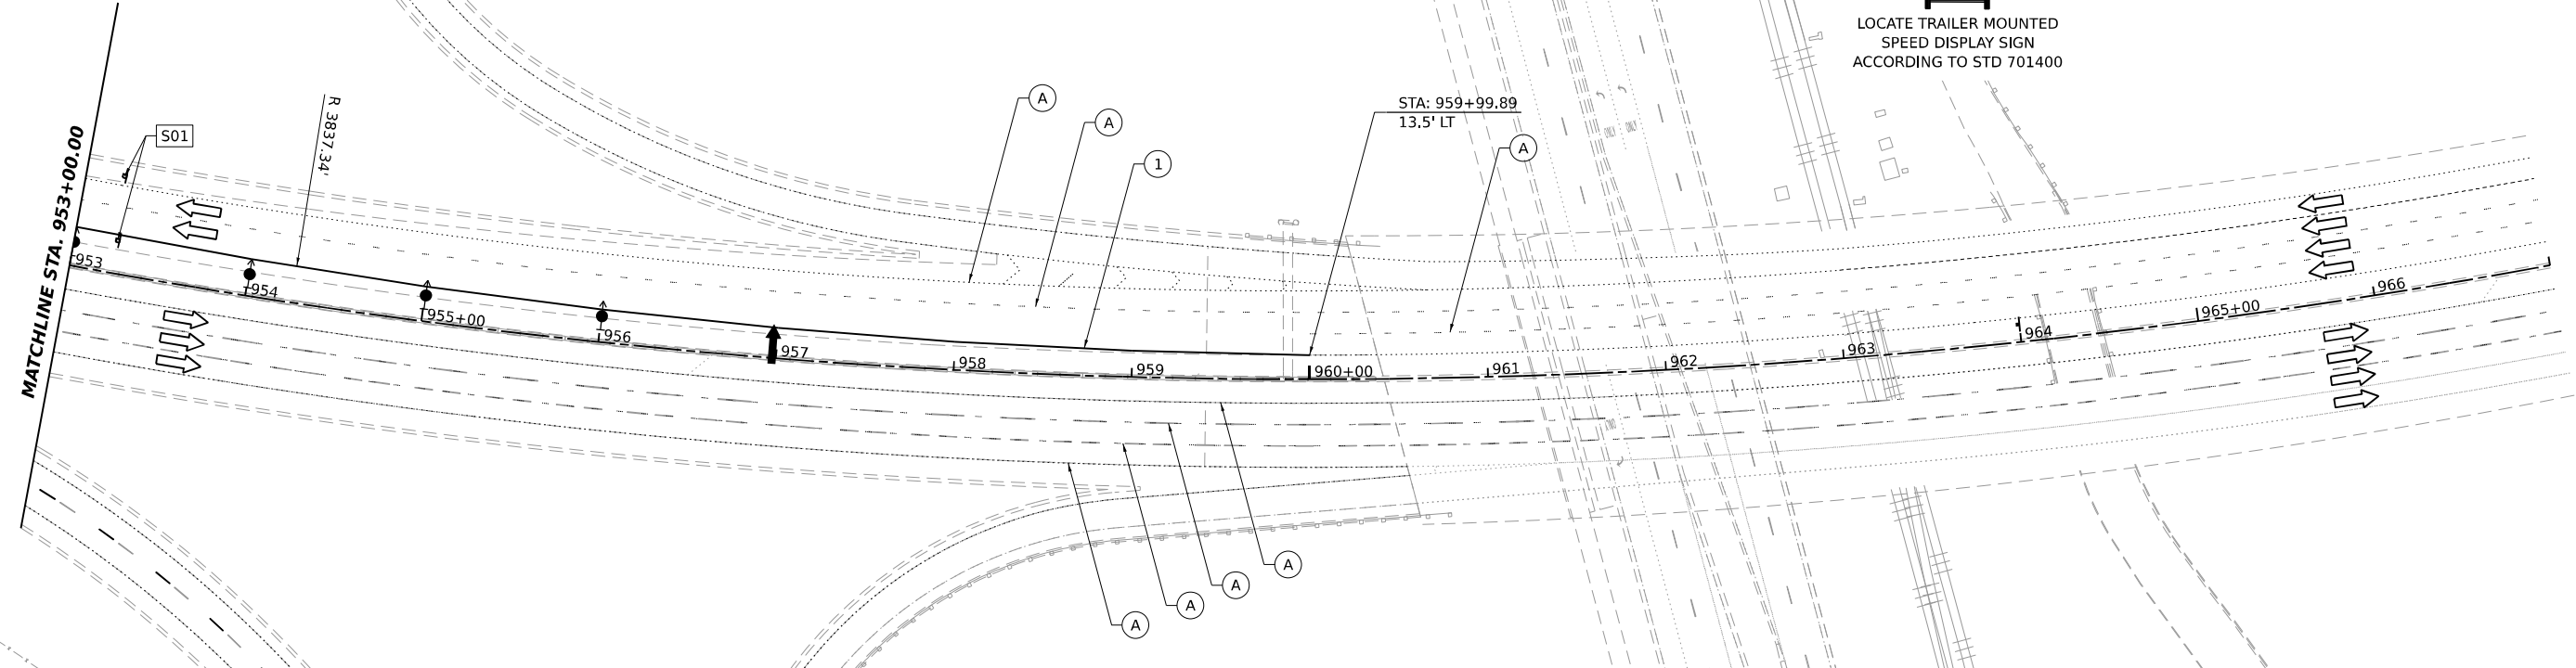 LOCATE TRAILER MOUNTED
SPEED DISPLAY SIGN
ACCORDING TO STD 701400
MATCHLINE STA. 953+00.00
S01
R 3837.34'
A
A
1
STA: 959+99.89
13.5' LT
A
953
954
955+00
956
957
958
959
960+00
961
962
963
964
965+00
966
A
A
A
A